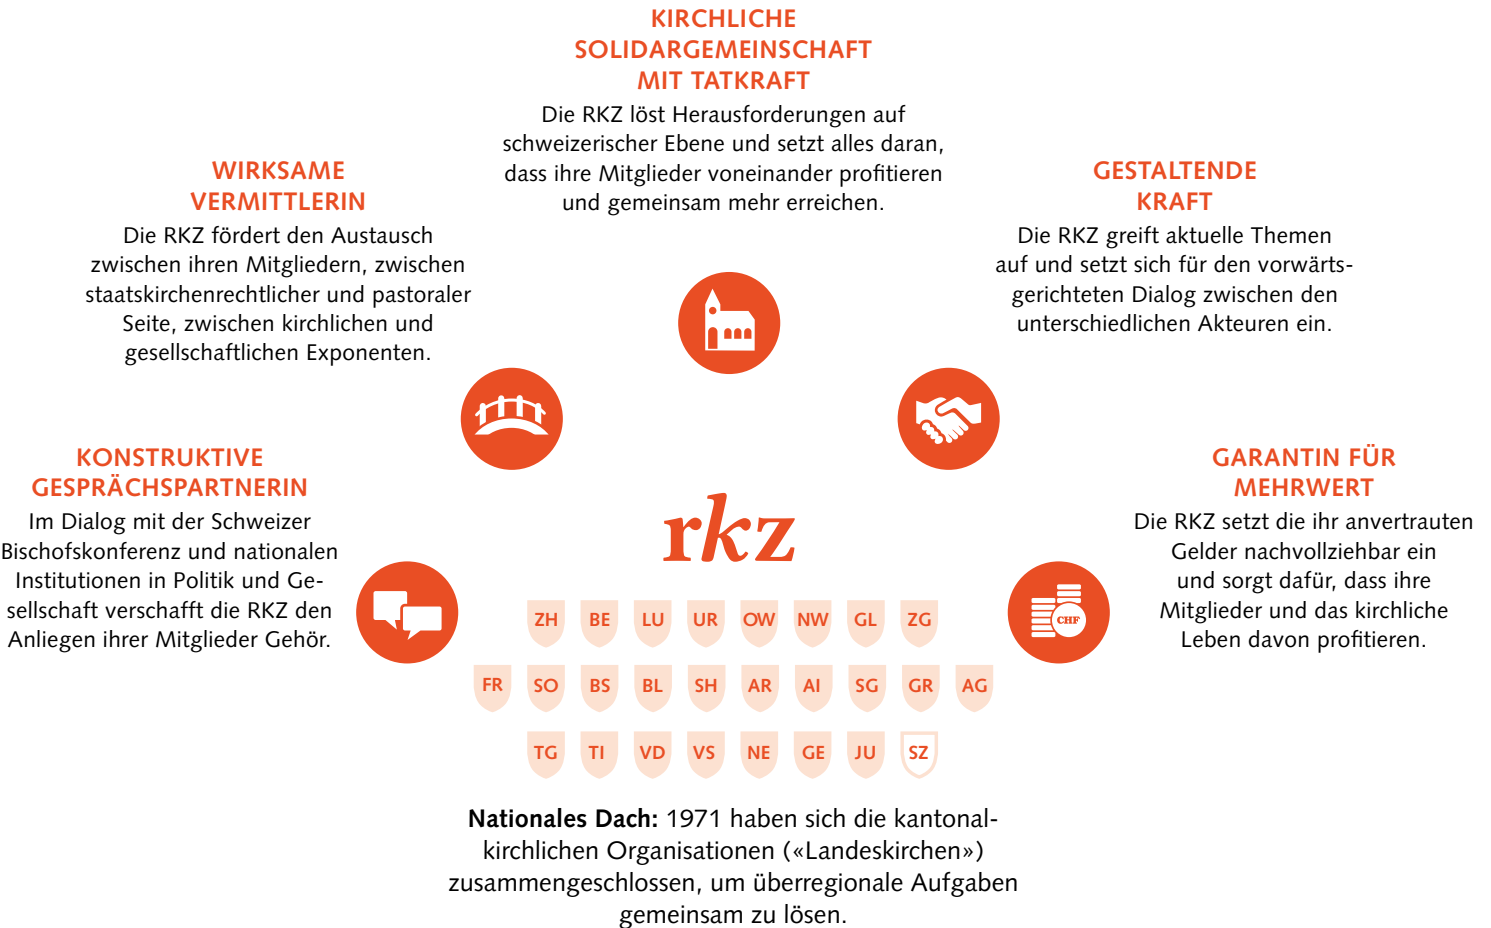 KIRCHLICHE
SOLIDARGEMEINSCHAFT
MIT TATKRAFT
Die RKZ löst Herausforderungen auf
schweizerischer Ebene und setzt alles daran,
dass ihre Mitglieder voneinander profitieren
und gemeinsam mehr erreichen.
WIRKSAME
VERMITTLERIN
Die RKZ fördert den Austausch
zwischen ihren Mitgliedern, zwischen
staatskirchenrechtlicher und pastoraler
Seite, zwischen kirchlichen und
gesellschaftlichen Exponenten.
GESTALTENDE
KRAFT
Die RKZ greift aktuelle Themen
auf und setzt sich für den vorwärts-
gerichteten Dialog zwischen den
unterschiedlichen Akteuren ein.
KONSTRUKTIVE
GESPRÄCHSPARTNERIN
Im Dialog mit der Schweizer
Bischofskonferenz und nationalen
Institutionen in Politik und Ge-
sellschaft verschafft die RKZ den
Anliegen ihrer Mitglieder Gehör.
GARANTIN FÜR
MEHRWERT
Die RKZ setzt die ihr anvertrauten
Gelder nachvollziehbar ein
und sorgt dafür, dass ihre
Mitglieder und das kirchliche
Leben davon profitieren.
CHF
rkz
ZH BE LU UR OW NW GL ZG
FR SO BS BL SH AR AI SG GR AG
TG TI VD VS NE GE JU SZ
Nationales Dach: 1971 haben sich die kantonal-
kirchlichen Organisationen («Landeskirchen»)
zusammengeschlossen, um überregionale Aufgaben
gemeinsam zu lösen.